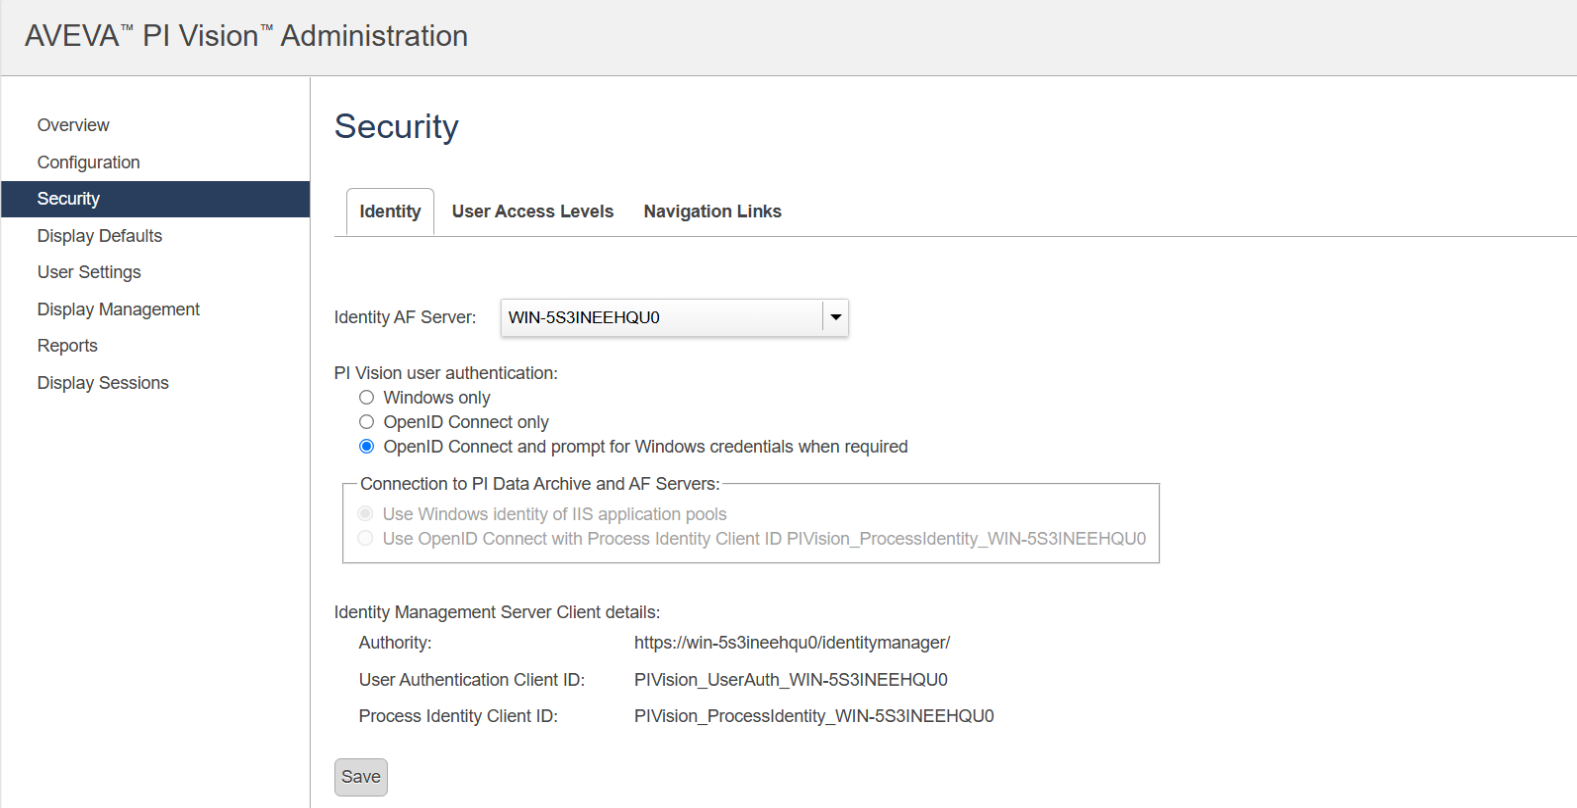 AVEVA™ PI Vision™ Administration
Overview
Configuration
Security
Display Defaults
User Settings
Display Management
Reports
Display Sessions
Security
Identity User Access Levels Navigation Links
Identity AF Server: WIN-5S3INEEHQU0
PI Vision user authentication:
Windows only
OpenID Connect only
OpenID Connect and prompt for Windows credentials when required
Connection to PI Data Archive and AF Servers:
Use Windows identity of IIS application pools
Use OpenID Connect with Process Identity Client ID PIVision_ProcessIdentity_WIN-5S3INEEHQU0
Identity Management Server Client details:
Authority: https://win-5s3ineehqu0/identitymanager/
User Authentication Client ID: PIVision_UserAuth_WIN-5S3INEEHQU0
Process Identity Client ID: PIVision_ProcessIdentity_WIN-5S3INEEHQU0
Save